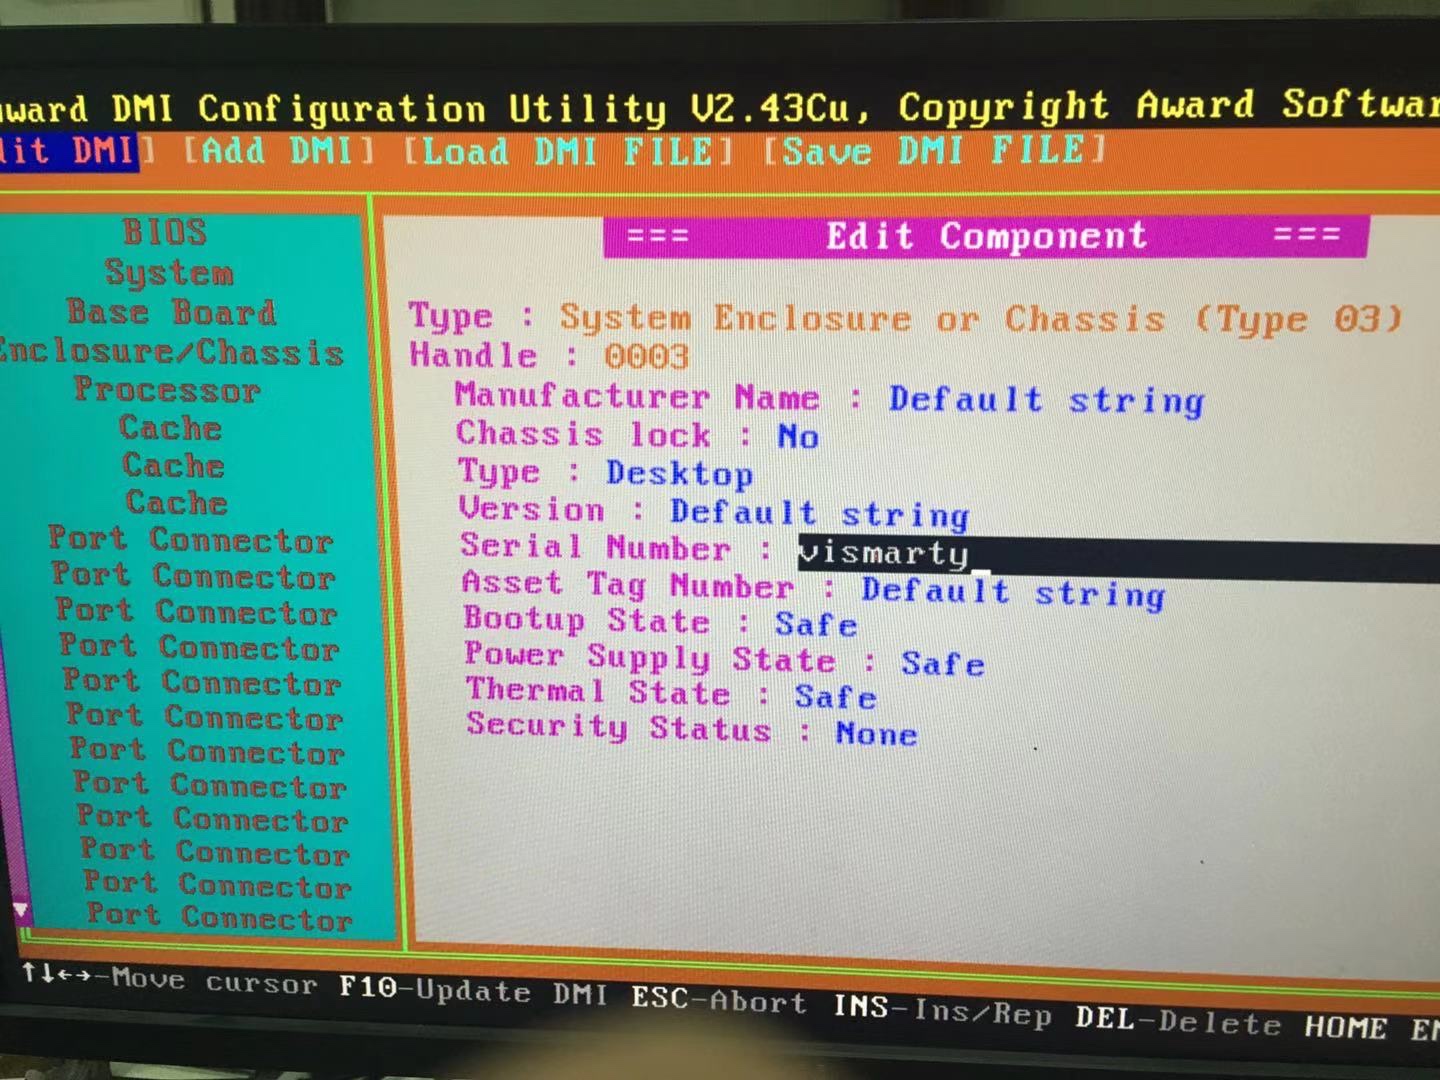 ward DMI Configuration Utility V2.43Cu, Copyright Award Softwar
dit DMI] [Add DMI] [Load DMI FILE] [Save DMI FILE]
BIOS
System
Base Board
Enclosure/Chassis
Processor
Cache
Cache
Cache
Port Connector
Port Connector
Port Connector
Port Connector
Port Connector
Port Connector
Port Connector
Port Connector
Port Connector
Port Connector
Port Connector
Port Connector
=== Edit Component ===
Type : System Enclosure or Chassis (Type 03)
Handle : 0003
Manufacturer Name : Default string
Chassis lock : No
Type : Desktop
Version : Default string
Serial Number : vismarty_
Asset Tag Number : Default string
Bootup State : Safe
Power Supply State : Safe
Thermal State : Safe
Security Status : None
↑↓←→-Move cursor F10-Update DMI ESC-Abort INS-Ins/Rep DEL-Delete HOME EN